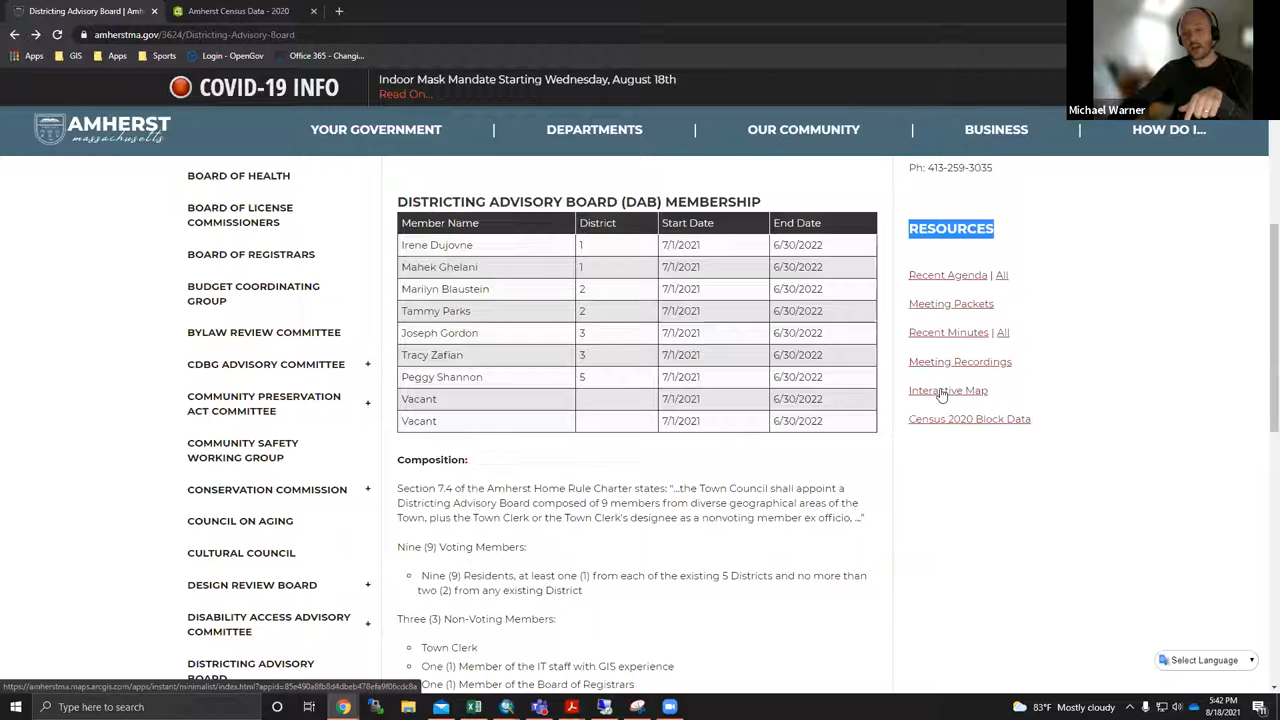 Districting Advisory Board | Amh
Amherst Census Data - 2020
amherstma.gov/3624/Districting-Advisory-Board
Apps
GIS
Apps
Sports
Login - OpenGov
Office 365 - Changi...
COVID-19 INFO
Indoor Mask Mandate Starting Wednesday, August 18th
Read On...
Michael Warner
AMHERST
massachusetts
YOUR GOVERNMENT | DEPARTMENTS | OUR COMMUNITY | BUSINESS | HOW DO I...
BOARD OF HEALTH
BOARD OF LICENSE
COMMISSIONERS
BOARD OF REGISTRARS
BUDGET COORDINATING
GROUP
BYLAW REVIEW COMMITTEE
CDBG ADVISORY COMMITTEE +
COMMUNITY PRESERVATION
ACT COMMITTEE +
COMMUNITY SAFETY
WORKING GROUP
CONSERVATION COMMISSION +
COUNCIL ON AGING
CULTURAL COUNCIL
DESIGN REVIEW BOARD +
DISABILITY ACCESS ADVISORY
COMMITTEE +
DISTRICTING ADVISORY
BOARD
DISTRICTING ADVISORY BOARD (DAB) MEMBERSHIP
Member Name District Start Date End Date
Irene Dujovne 1 7/1/2021 6/30/2022
Mahek Ghelani 1 7/1/2021 6/30/2022
Marilyn Blaustein 2 7/1/2021 6/30/2022
Tammy Parks 2 7/1/2021 6/30/2022
Joseph Gordon 3 7/1/2021 6/30/2022
Tracy Zafian 3 7/1/2021 6/30/2022
Peggy Shannon 5 7/1/2021 6/30/2022
Vacant 7/1/2021 6/30/2022
Vacant 7/1/2021 6/30/2022
Composition:
Section 7.4 of the Amherst Home Rule Charter states: “...the Town Council shall appoint a
Districting Advisory Board composed of 9 members from diverse geographical areas of the
Town, plus the Town Clerk or the Town Clerk's designee as a nonvoting member ex officio, ...”
Nine (9) Voting Members:
Nine (9) Residents, at least one (1) from each of the existing 5 Districts and no more than
two (2) from any existing District
Three (3) Non-Voting Members:
Town Clerk
One (1) Member of the IT staff with GIS experience
One (1) Member of the Board of Registrars
Ph: 413-259-3035
RESOURCES
Recent Agenda | All
Meeting Packets
Recent Minutes | All
Meeting Recordings
Interactive Map
Census 2020 Block Data
Select Language
https://amherstma.maps.arcgis.com/apps/instant/minimalist/index.html?appid=85e490a8fb8d4dbeb478efa9f06cdc8a
Type here to search
83°F Mostly cloudy
5:42 PM
8/18/2021